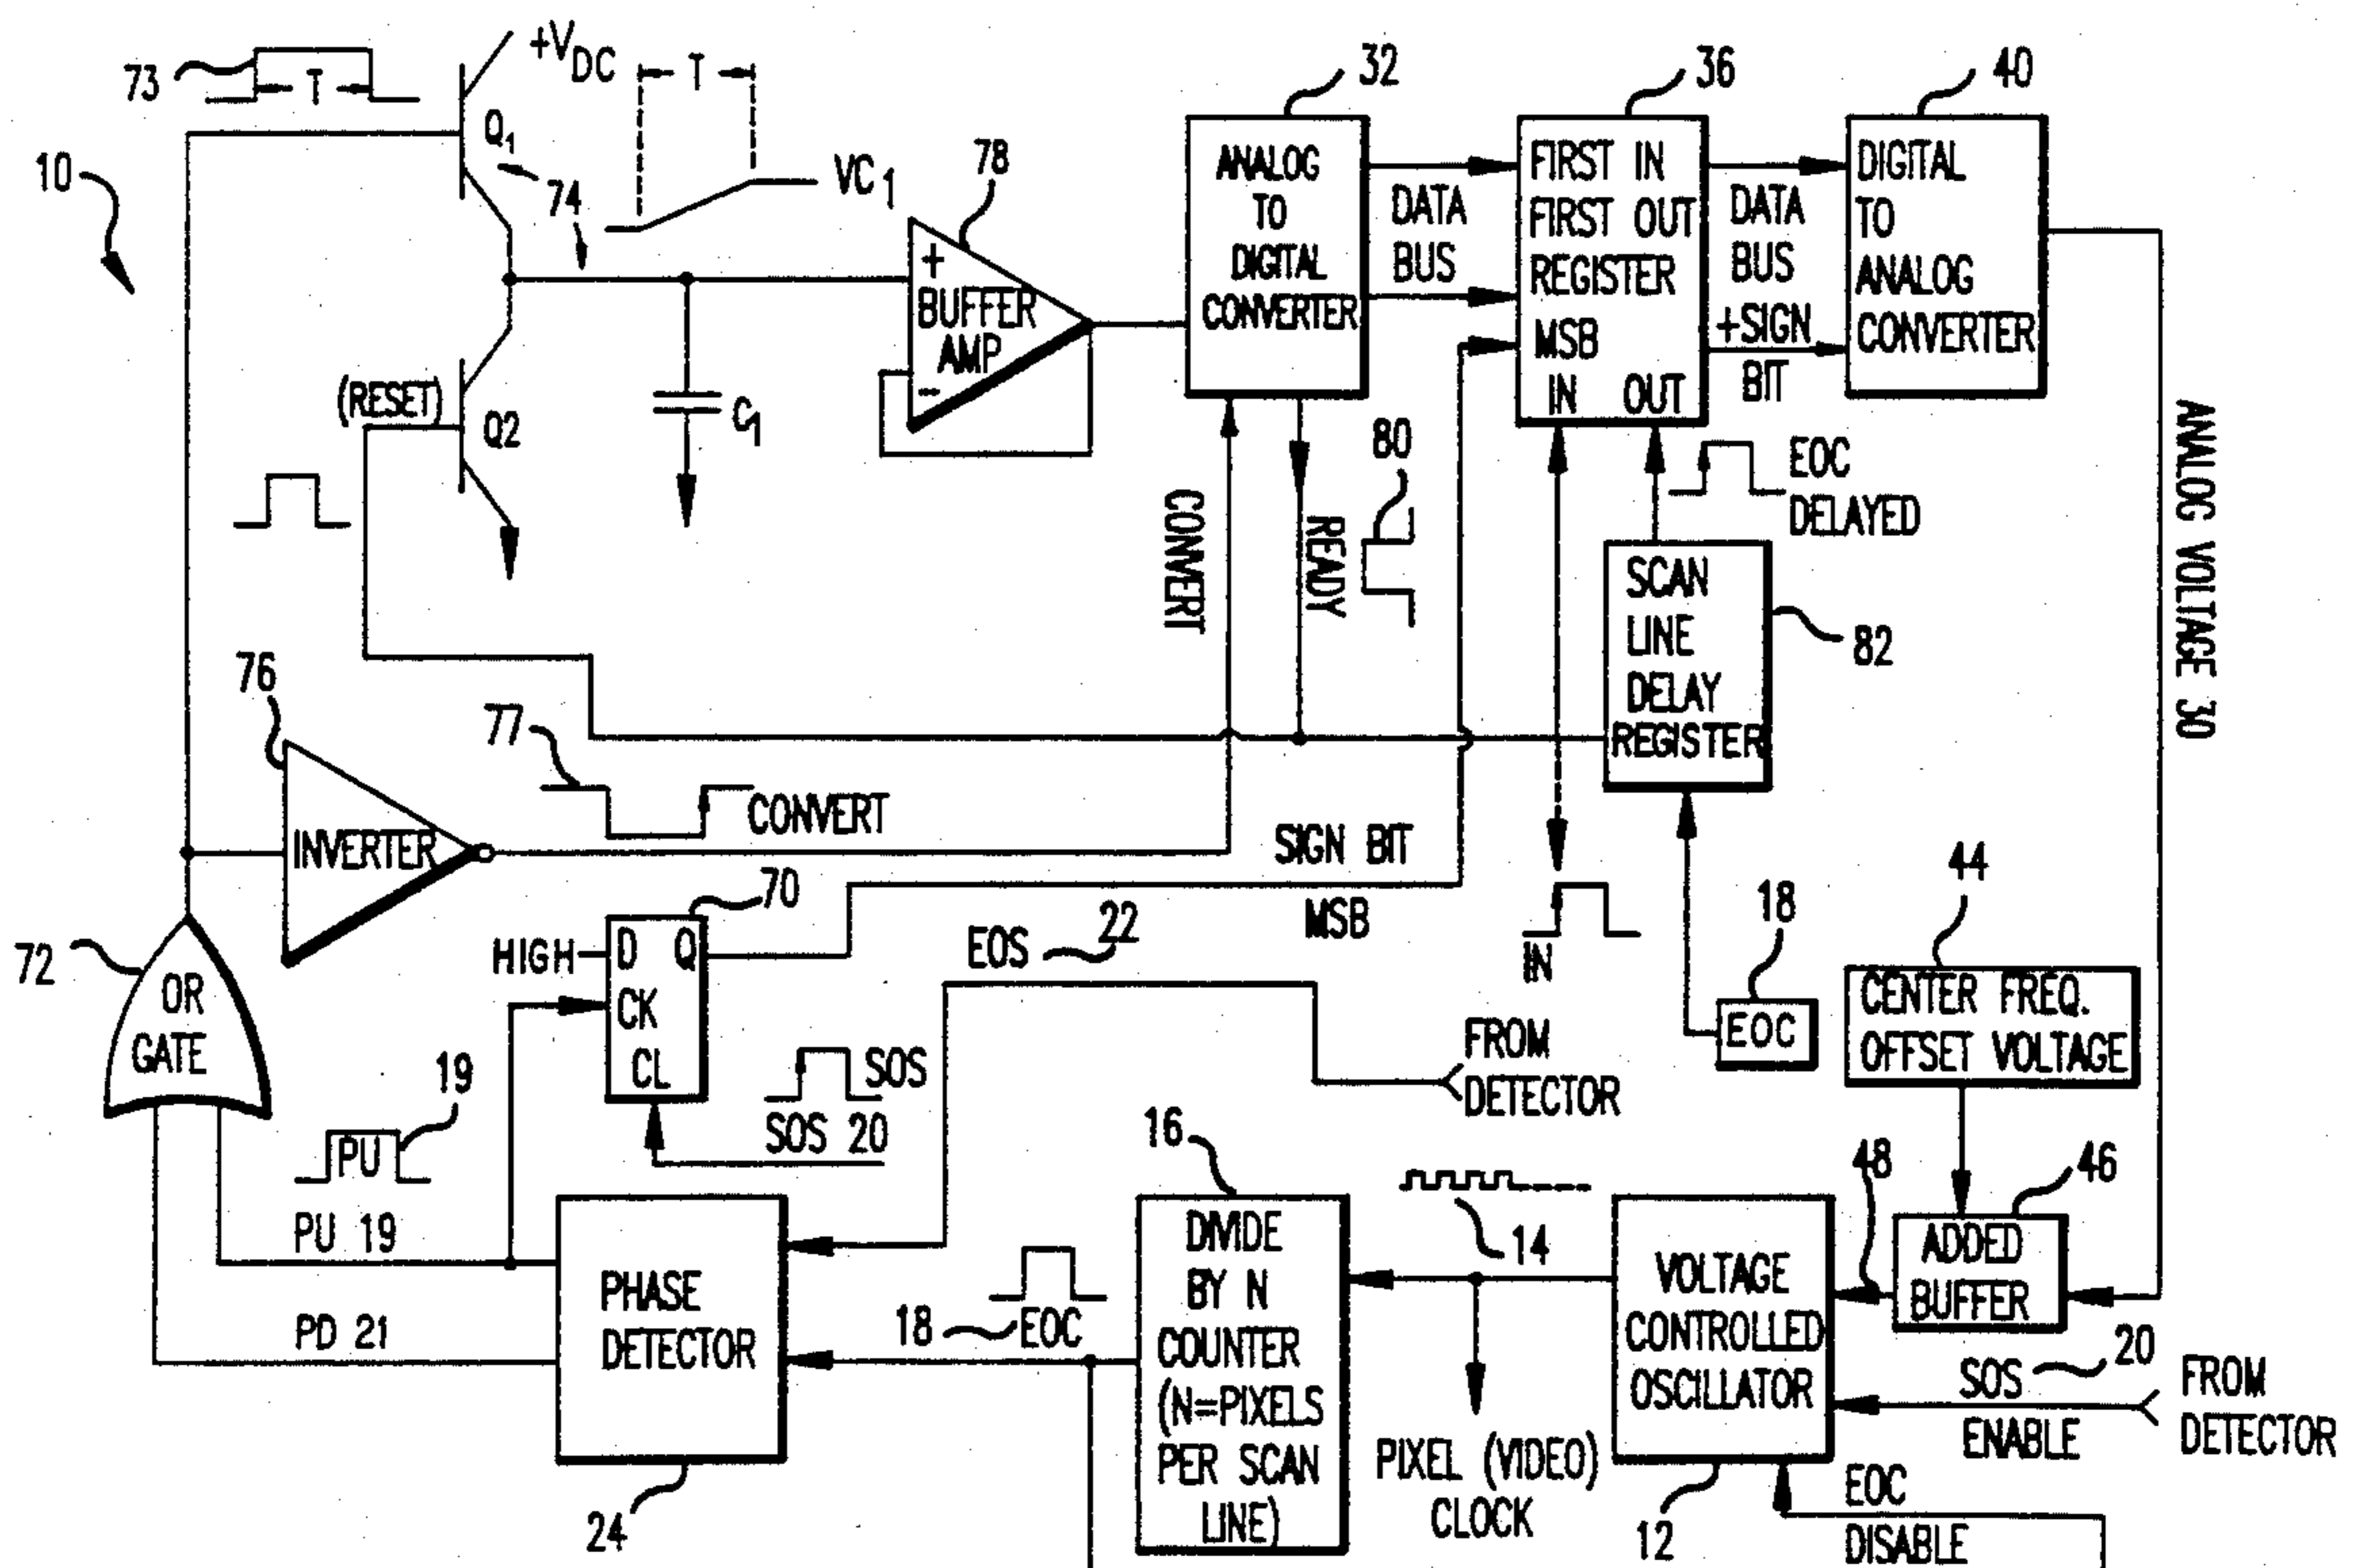 73
T
+VDC
T
32
36
40
10
Q1
74
VC1
78
+
BUFFER
AMP
-
ANALOG
TO
DIGITAL
CONVERTER
DATA
BUS
FIRST IN
FIRST OUT
REGISTER
MSB
IN OUT
DATA
BUS
+SIGN
BIT
DIGITAL
TO
ANALOG
CONVERTER
(RESET)
Q2
C1
80
EOC
DELAYED
CONVERT
READY
ANALOG VOLTAGE 30
SCAN
LINE
DELAY
REGISTER
82
76
77
CONVERT
INVERTER
SIGN BIT
MSB
70
HIGH
D Q
CK
CL
EOS 22
IN
18
EOC
44
CENTER FREQ.
OFFSET VOLTAGE
72
OR
GATE
FROM
DETECTOR
SOS
SOS 20
PU
19
PU 19
PD 21
PHASE
DETECTOR
24
18 EOC
16
DIVIDE
BY N
COUNTER
(N=PIXELS
PER SCAN
LINE)
14
PIXEL (VIDEO)
CLOCK
VOLTAGE
CONTROLLED
OSCILLATOR
12
48
46
ADDED
BUFFER
SOS 20
ENABLE
FROM
DETECTOR
EOC
DISABLE